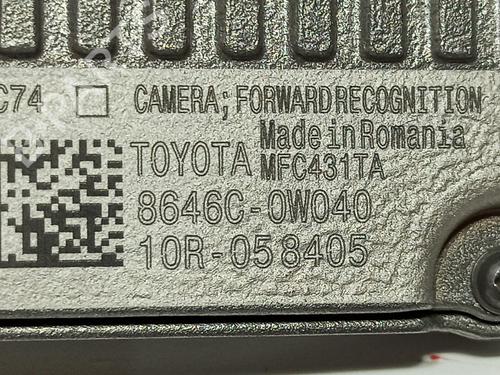 C74 □ CAMERA; FORWARD RECOGNITION
Made in Romania
TOYOTA MFC431TA
8646C-0W040
10R-058405